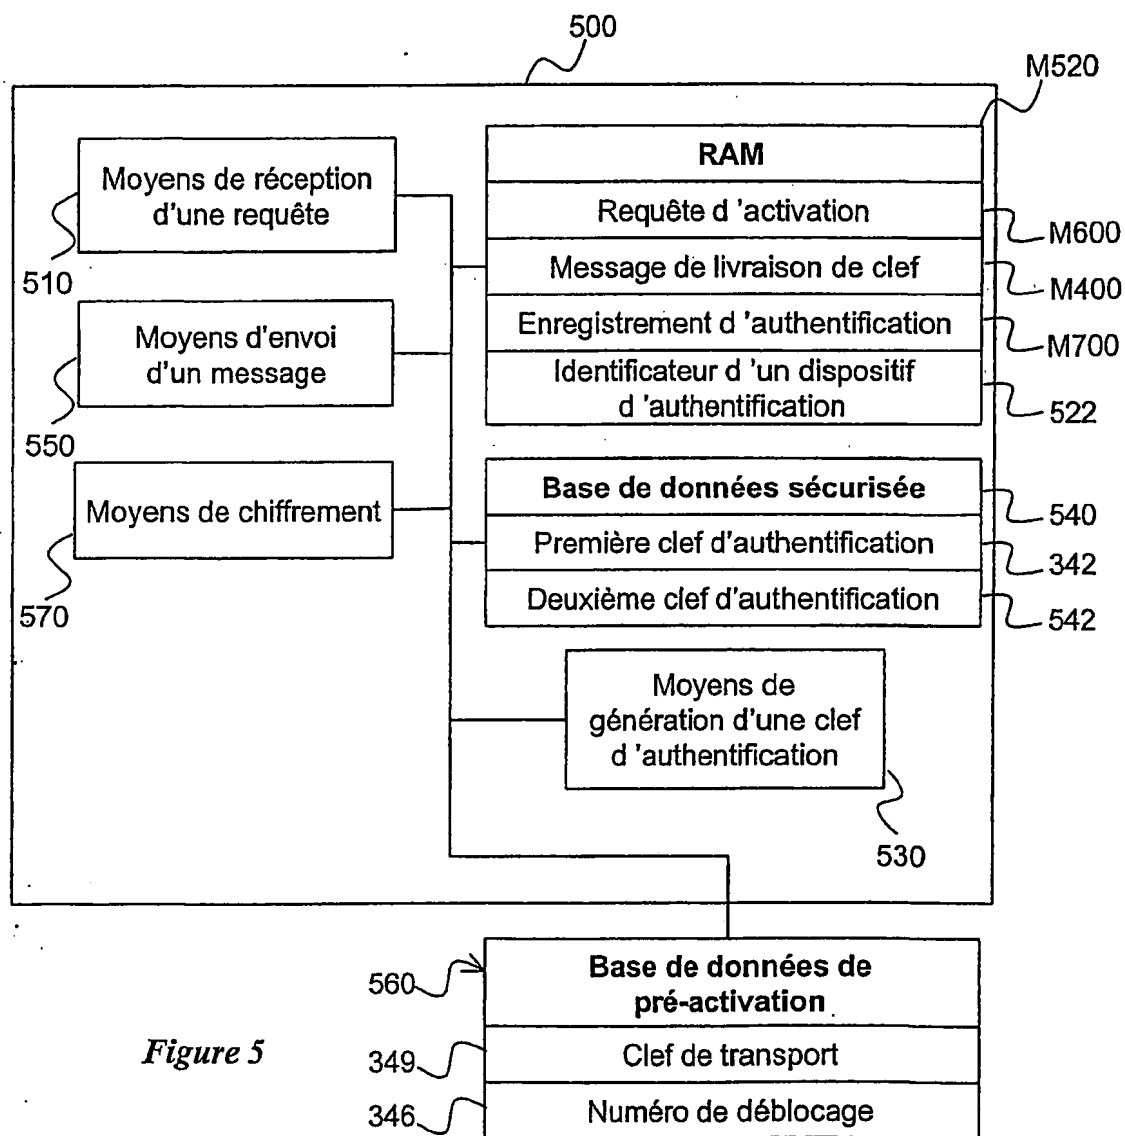 500
M520
RAM
Requête d 'activation
M600
Message de livraison de clef
M400
Enregistrement d 'authentification
M700
Identificateur d 'un dispositif
d 'authentification
522
Moyens de réception
d'une requête
510
Moyens d'envoi
d'un message
550
Moyens de chiffrement
570
Base de données sécurisée
540
Première clef d'authentification
342
Deuxième clef d'authentification
542
Moyens de
génération d'une clef
d 'authentification
530
Base de données de
pré-activation
560
Clef de transport
349
Numéro de déblocage
346
Figure 5